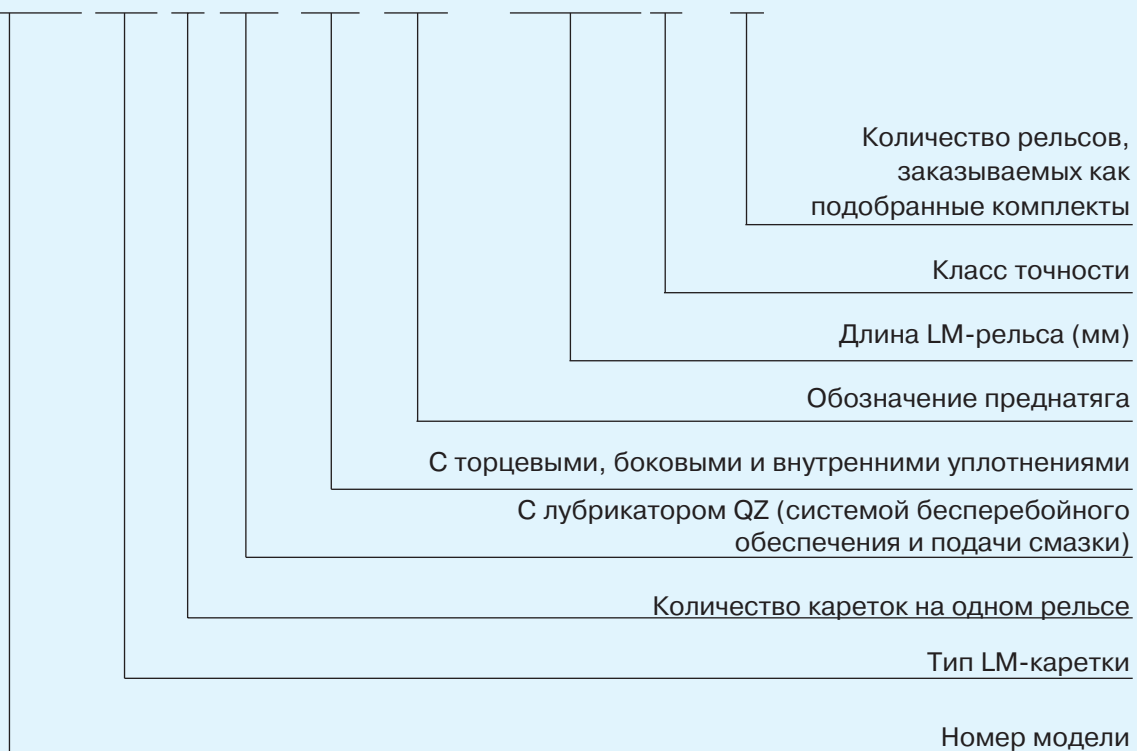 Количество рельсов,
заказываемых как
подобранные комплекты
Класс точности
Длина LM-рельса (мм)
Обозначение преднатяга
С торцевыми, боковыми и внутренними уплотнениями
С лубрикатором QZ (системой бесперебойного
обеспечения и подачи смазки)
Количество кареток на одном рельсе
Тип LM-каретки
Номер модели